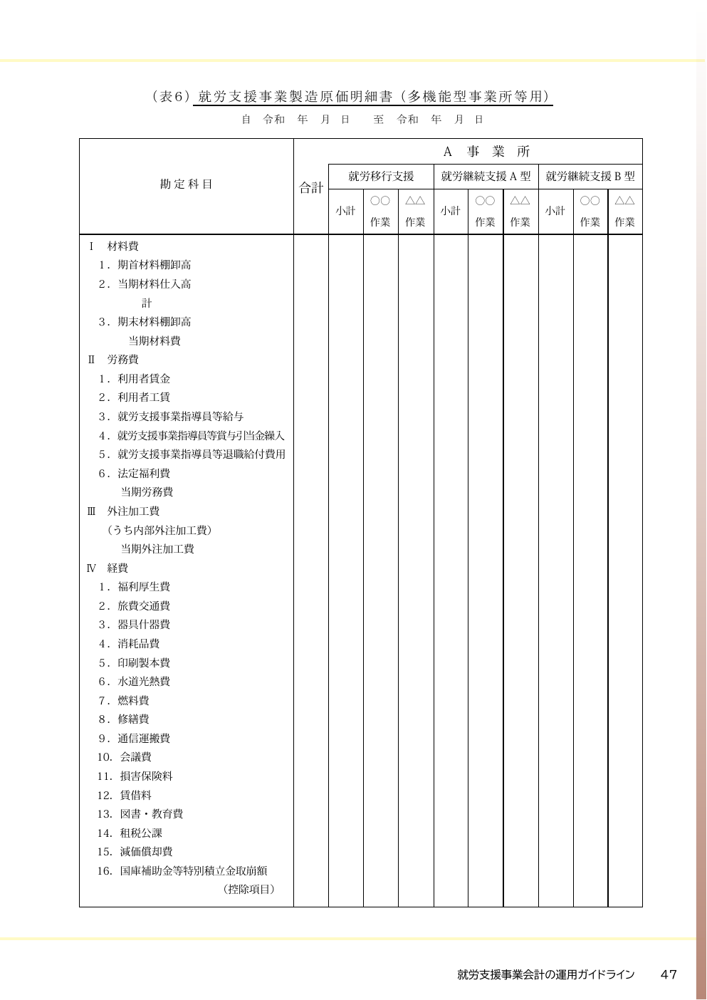 （表６）就労支援事業製造原価明細書（多機能型事業所等用）
自　令和　年　月　日　　至　令和　年　月　日
勘定科目
合計
A　事　業　所
就労移行支援
就労継続支援 A 型
就労継続支援 B 型
小計
○○
作業
△△
作業
小計
○○
作業
△△
作業
小計
○○
作業
△△
作業
Ⅰ　材料費
１．期首材料棚卸高
２．当期材料仕入高
計
３．期末材料棚卸高
当期材料費
Ⅱ　労務費
１．利用者賃金
２．利用者工賃
３．就労支援事業指導員等給与
４．就労支援事業指導員等賞与引当金繰入
５．就労支援事業指導員等退職給付費用
６．法定福利費
当期労務費
Ⅲ　外注加工費
（うち内部外注加工費）
当期外注加工費
Ⅳ　経費
１．福利厚生費
２．旅費交通費
３．器具什器費
４．消耗品費
５．印刷製本費
６．水道光熱費
７．燃料費
８．修繕費
９．通信運搬費
10．会議費
11．損害保険料
12．賃借料
13．図書・教育費
14．租税公課
15．減価償却費
16．国庫補助金等特別積立金取崩額
（控除項目）
就労支援事業会計の運用ガイドライン　47